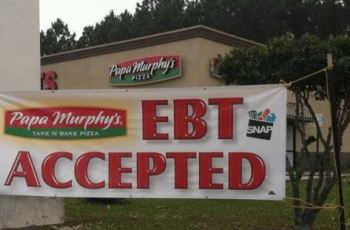 Papa Murphy's
PIZZA
Papa Murphy's
TAKE 'N' BAKE PIZZA
EBT
SNAP
ACCEPTED